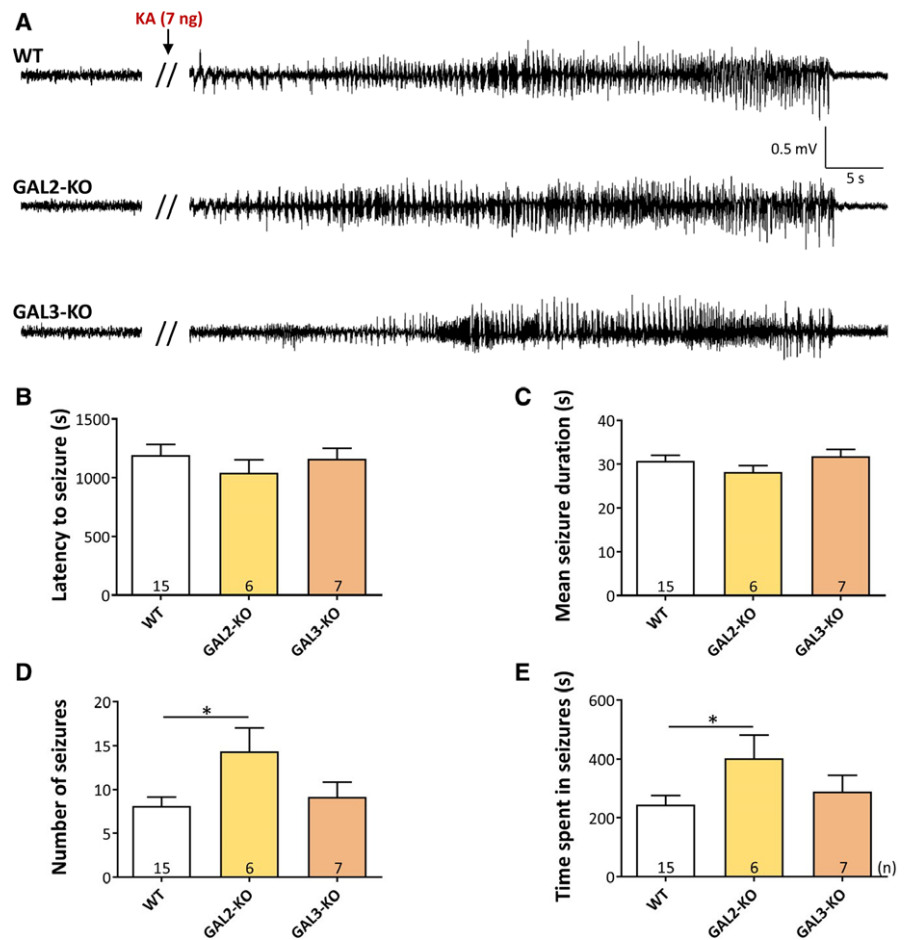 A
KA (7 ng)
WT
0.5 mV
5 s
GAL2-KO
GAL3-KO
B
Latency to seizure (s)
1500
1000
500
0
15
6
7
WT
GAL2-KO
GAL3-KO
C
Mean seizure duration (s)
40
30
20
10
0
15
6
7
WT
GAL2-KO
GAL3-KO
D
Number of seizures
20
15
10
5
0
*
15
6
7
WT
GAL2-KO
GAL3-KO
E
Time spent in seizures (s)
600
400
200
0
*
15
6
7
(n)
WT
GAL2-KO
GAL3-KO